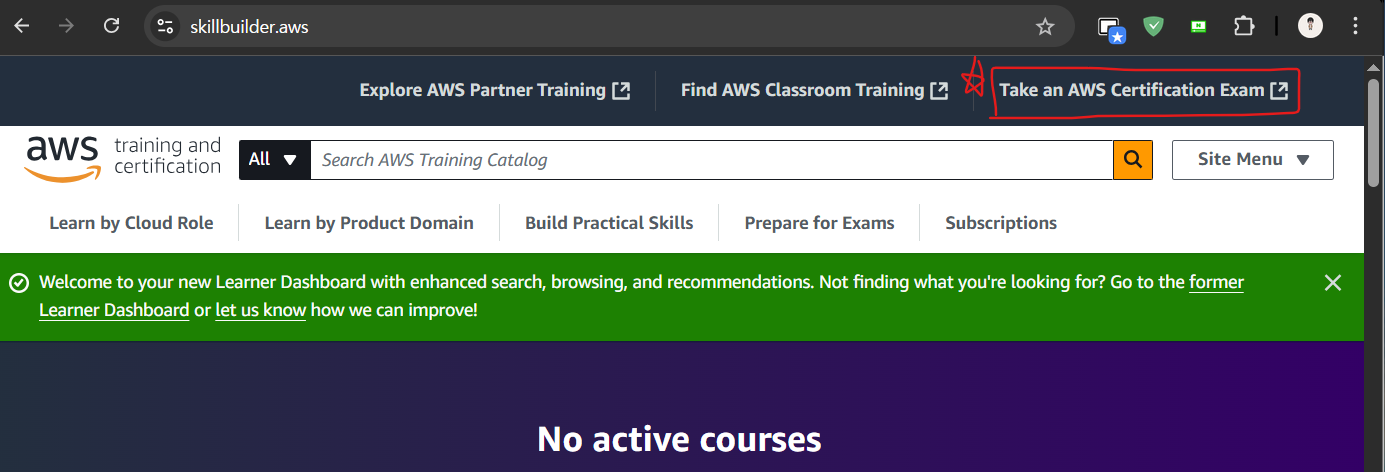 skillbuilder.aws
Explore AWS Partner Training
Find AWS Classroom Training
Take an AWS Certification Exam
aws
training and
certification
All
Search AWS Training Catalog
Site Menu
Learn by Cloud Role
Learn by Product Domain
Build Practical Skills
Prepare for Exams
Subscriptions
Welcome to your new Learner Dashboard with enhanced search, browsing, and recommendations. Not finding what you're looking for? Go to the former
Learner Dashboard or let us know how we can improve!
No active courses